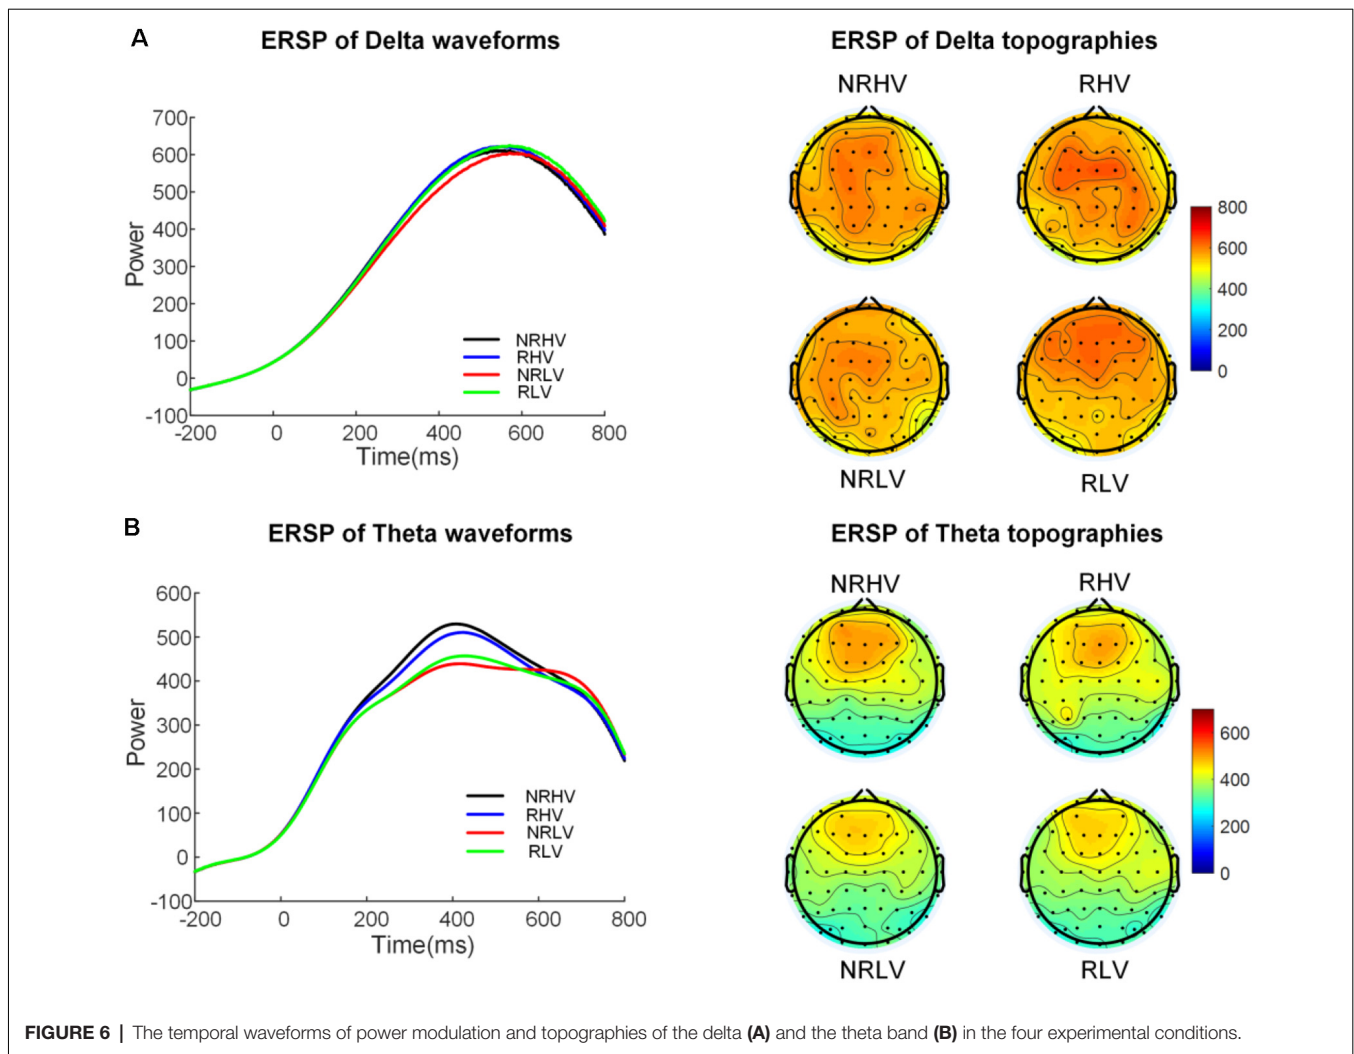 A
ERSP of Delta waveforms
ERSP of Delta topographies
NRHV
RHV
700
600
500
400
300
200
100
0
-100
Power
-200
0
200
400
600
800
Time(ms)
NRHV
RHV
NRLV
RLV
800
600
400
200
0
NRLV
RLV
B
ERSP of Theta waveforms
ERSP of Theta topographies
NRHV
RHV
600
500
400
300
200
100
0
-100
Power
-200
0
200
400
600
800
Time(ms)
NRHV
RHV
NRLV
RLV
600
400
200
0
NRLV
RLV
FIGURE 6 | The temporal waveforms of power modulation and topographies of the delta (A) and the theta band (B) in the four experimental conditions.